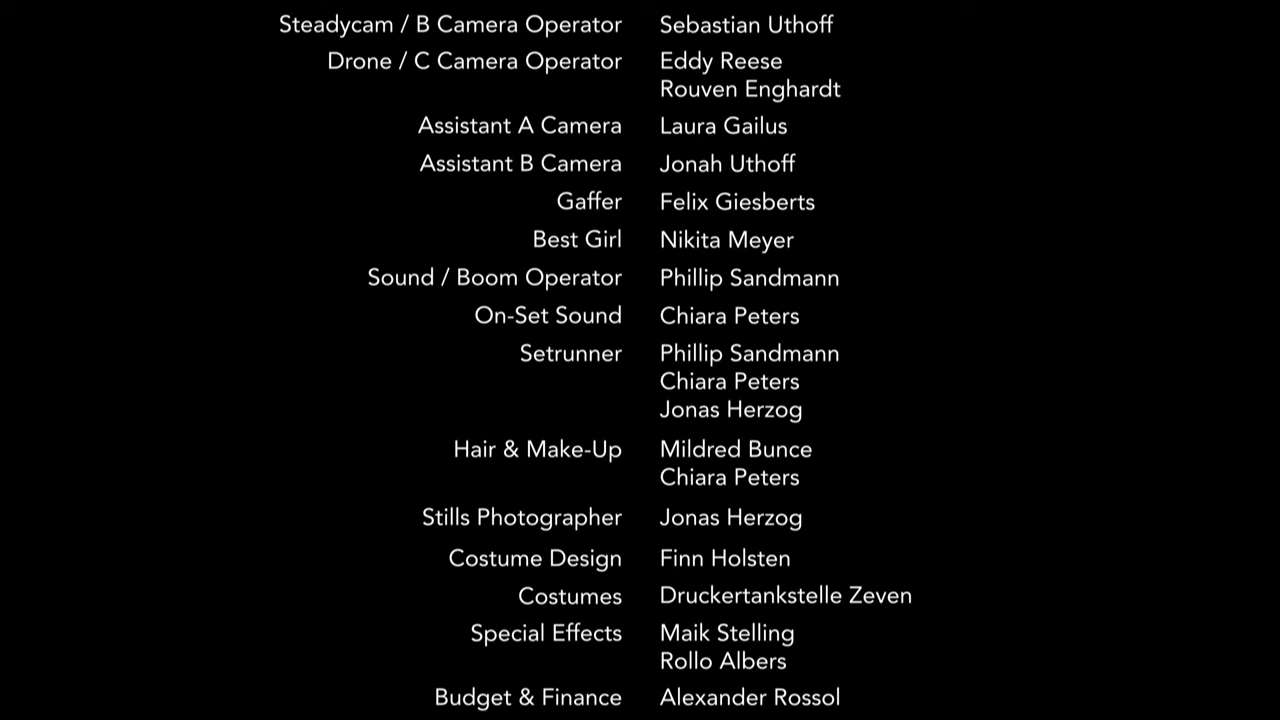 Steadycam / B Camera Operator Sebastian Uthoff
Drone / C Camera Operator Eddy Reese
Rouven Enghardt
Assistant A Camera Laura Gailus
Assistant B Camera Jonah Uthoff
Gaffer Felix Giesberts
Best Girl Nikita Meyer
Sound / Boom Operator Phillip Sandmann
On-Set Sound Chiara Peters
Setrunner Phillip Sandmann
Chiara Peters
Jonas Herzog
Hair & Make-Up Mildred Bunce
Chiara Peters
Stills Photographer Jonas Herzog
Costume Design Finn Holsten
Costumes Druckertankstelle Zeven
Special Effects Maik Stelling
Rollo Albers
Budget & Finance Alexander Rossol